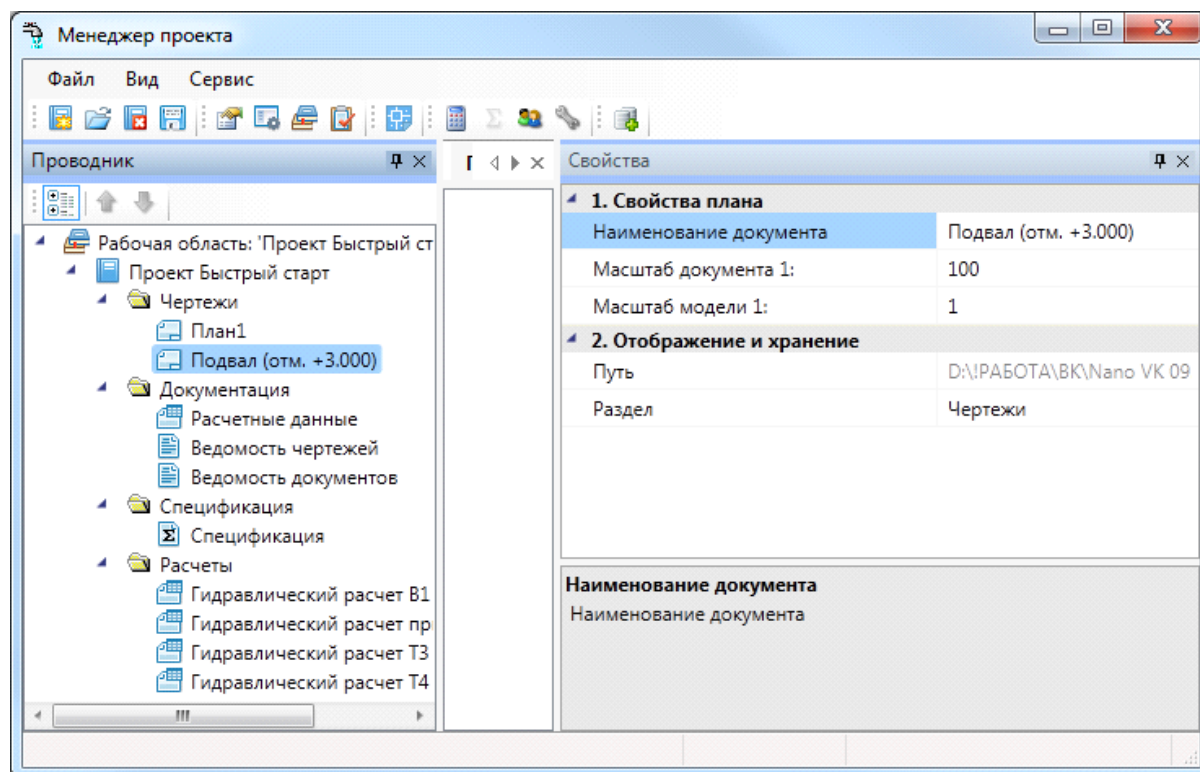 Менеджер проекта
Файл Вид Сервис
Проводник
Рабочая область: 'Проект Быстрый ст
Проект Быстрый старт
Чертежи
План1
Подвал (отм. +3.000)
Документация
Расчетные данные
Ведомость чертежей
Ведомость документов
Спецификация
Спецификация
Расчеты
Гидравлический расчет В1
Гидравлический расчет пр
Гидравлический расчет Т3
Гидравлический расчет Т4
Свойства
1. Свойства плана
Наименование документа Подвал (отм. +3.000)
Масштаб документа 1: 100
Масштаб модели 1: 1
2. Отображение и хранение
Путь D:\!РАБОТА\ВК\Nano VK 09
Раздел Чертежи
Наименование документа
Наименование документа